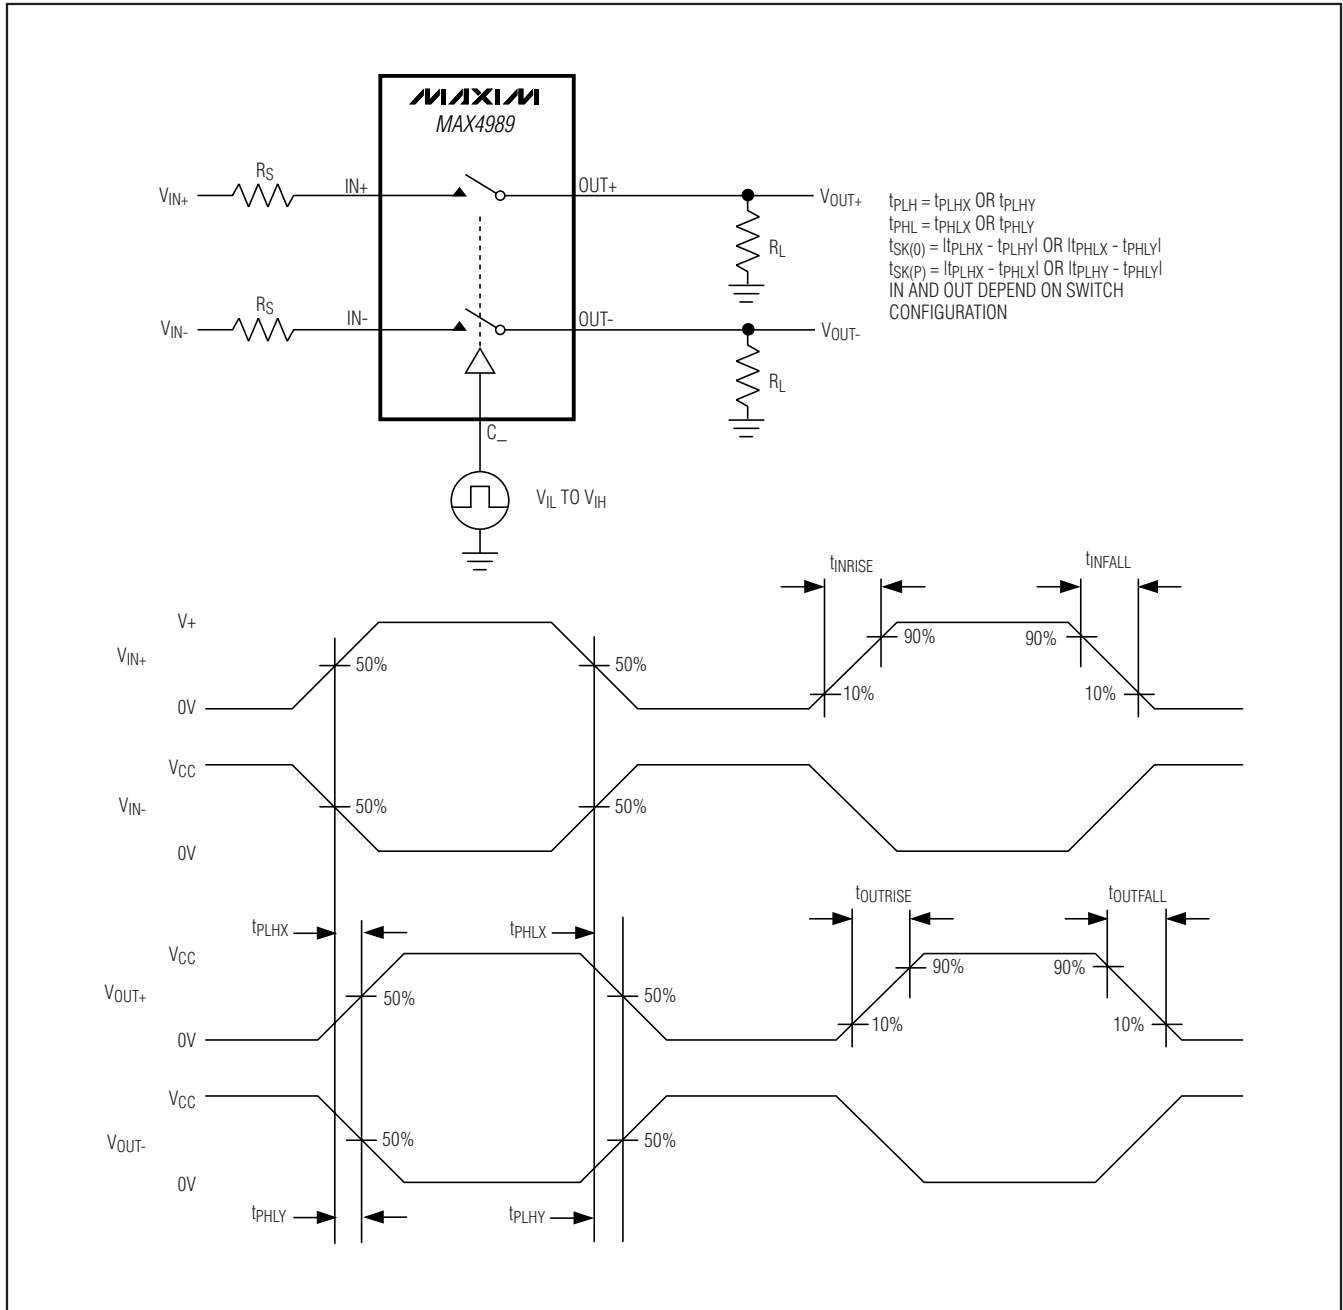 MAXIM
MAX4989
RS
VIN+
IN+
OUT+
VOUT+
RL
RS
VIN-
IN-
OUT-
VOUT-
RL
C_
VIL TO VIH
tPLH = tPLHX OR tPLHY
tPHL = tPHLX OR tPHLY
tSK(0) = |tPLHX - tPLHY| OR |tPHLX - tPHLY|
tSK(P) = |tPLHX - tPHLX| OR |tPLHY - tPHLY|
IN AND OUT DEPEND ON SWITCH
CONFIGURATION
tINRISE
tINFALL
V+
VIN+
0V
50%
50%
90%
90%
10%
10%
VCC
VIN-
0V
50%
50%
tOUTRISE
tOUTFALL
tPLHX
tPHLX
VCC
VOUT+
0V
50%
50%
90%
90%
10%
10%
VCC
VOUT-
0V
50%
50%
tPHLY
tPLHY